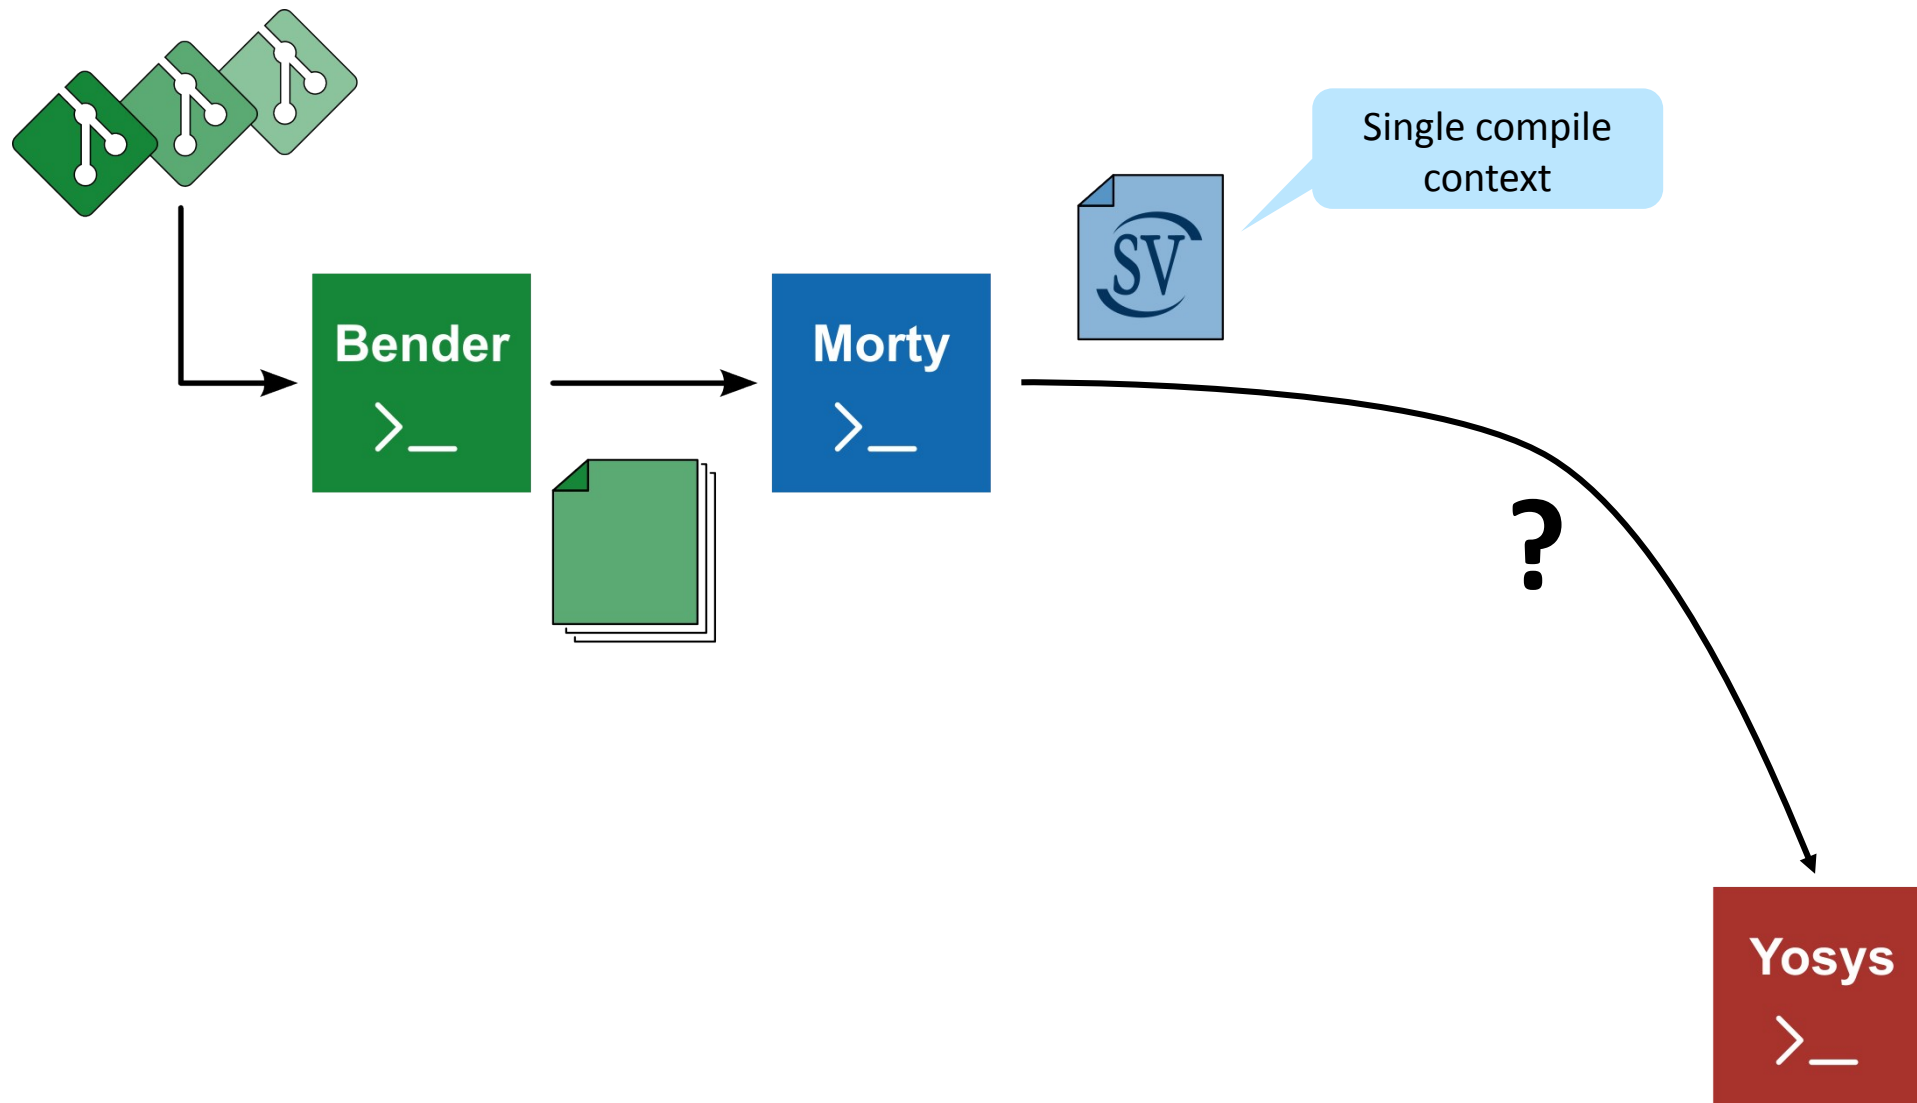 Single compile
context
SV
Bender
>_
Morty
>_
?
Yosys
>_